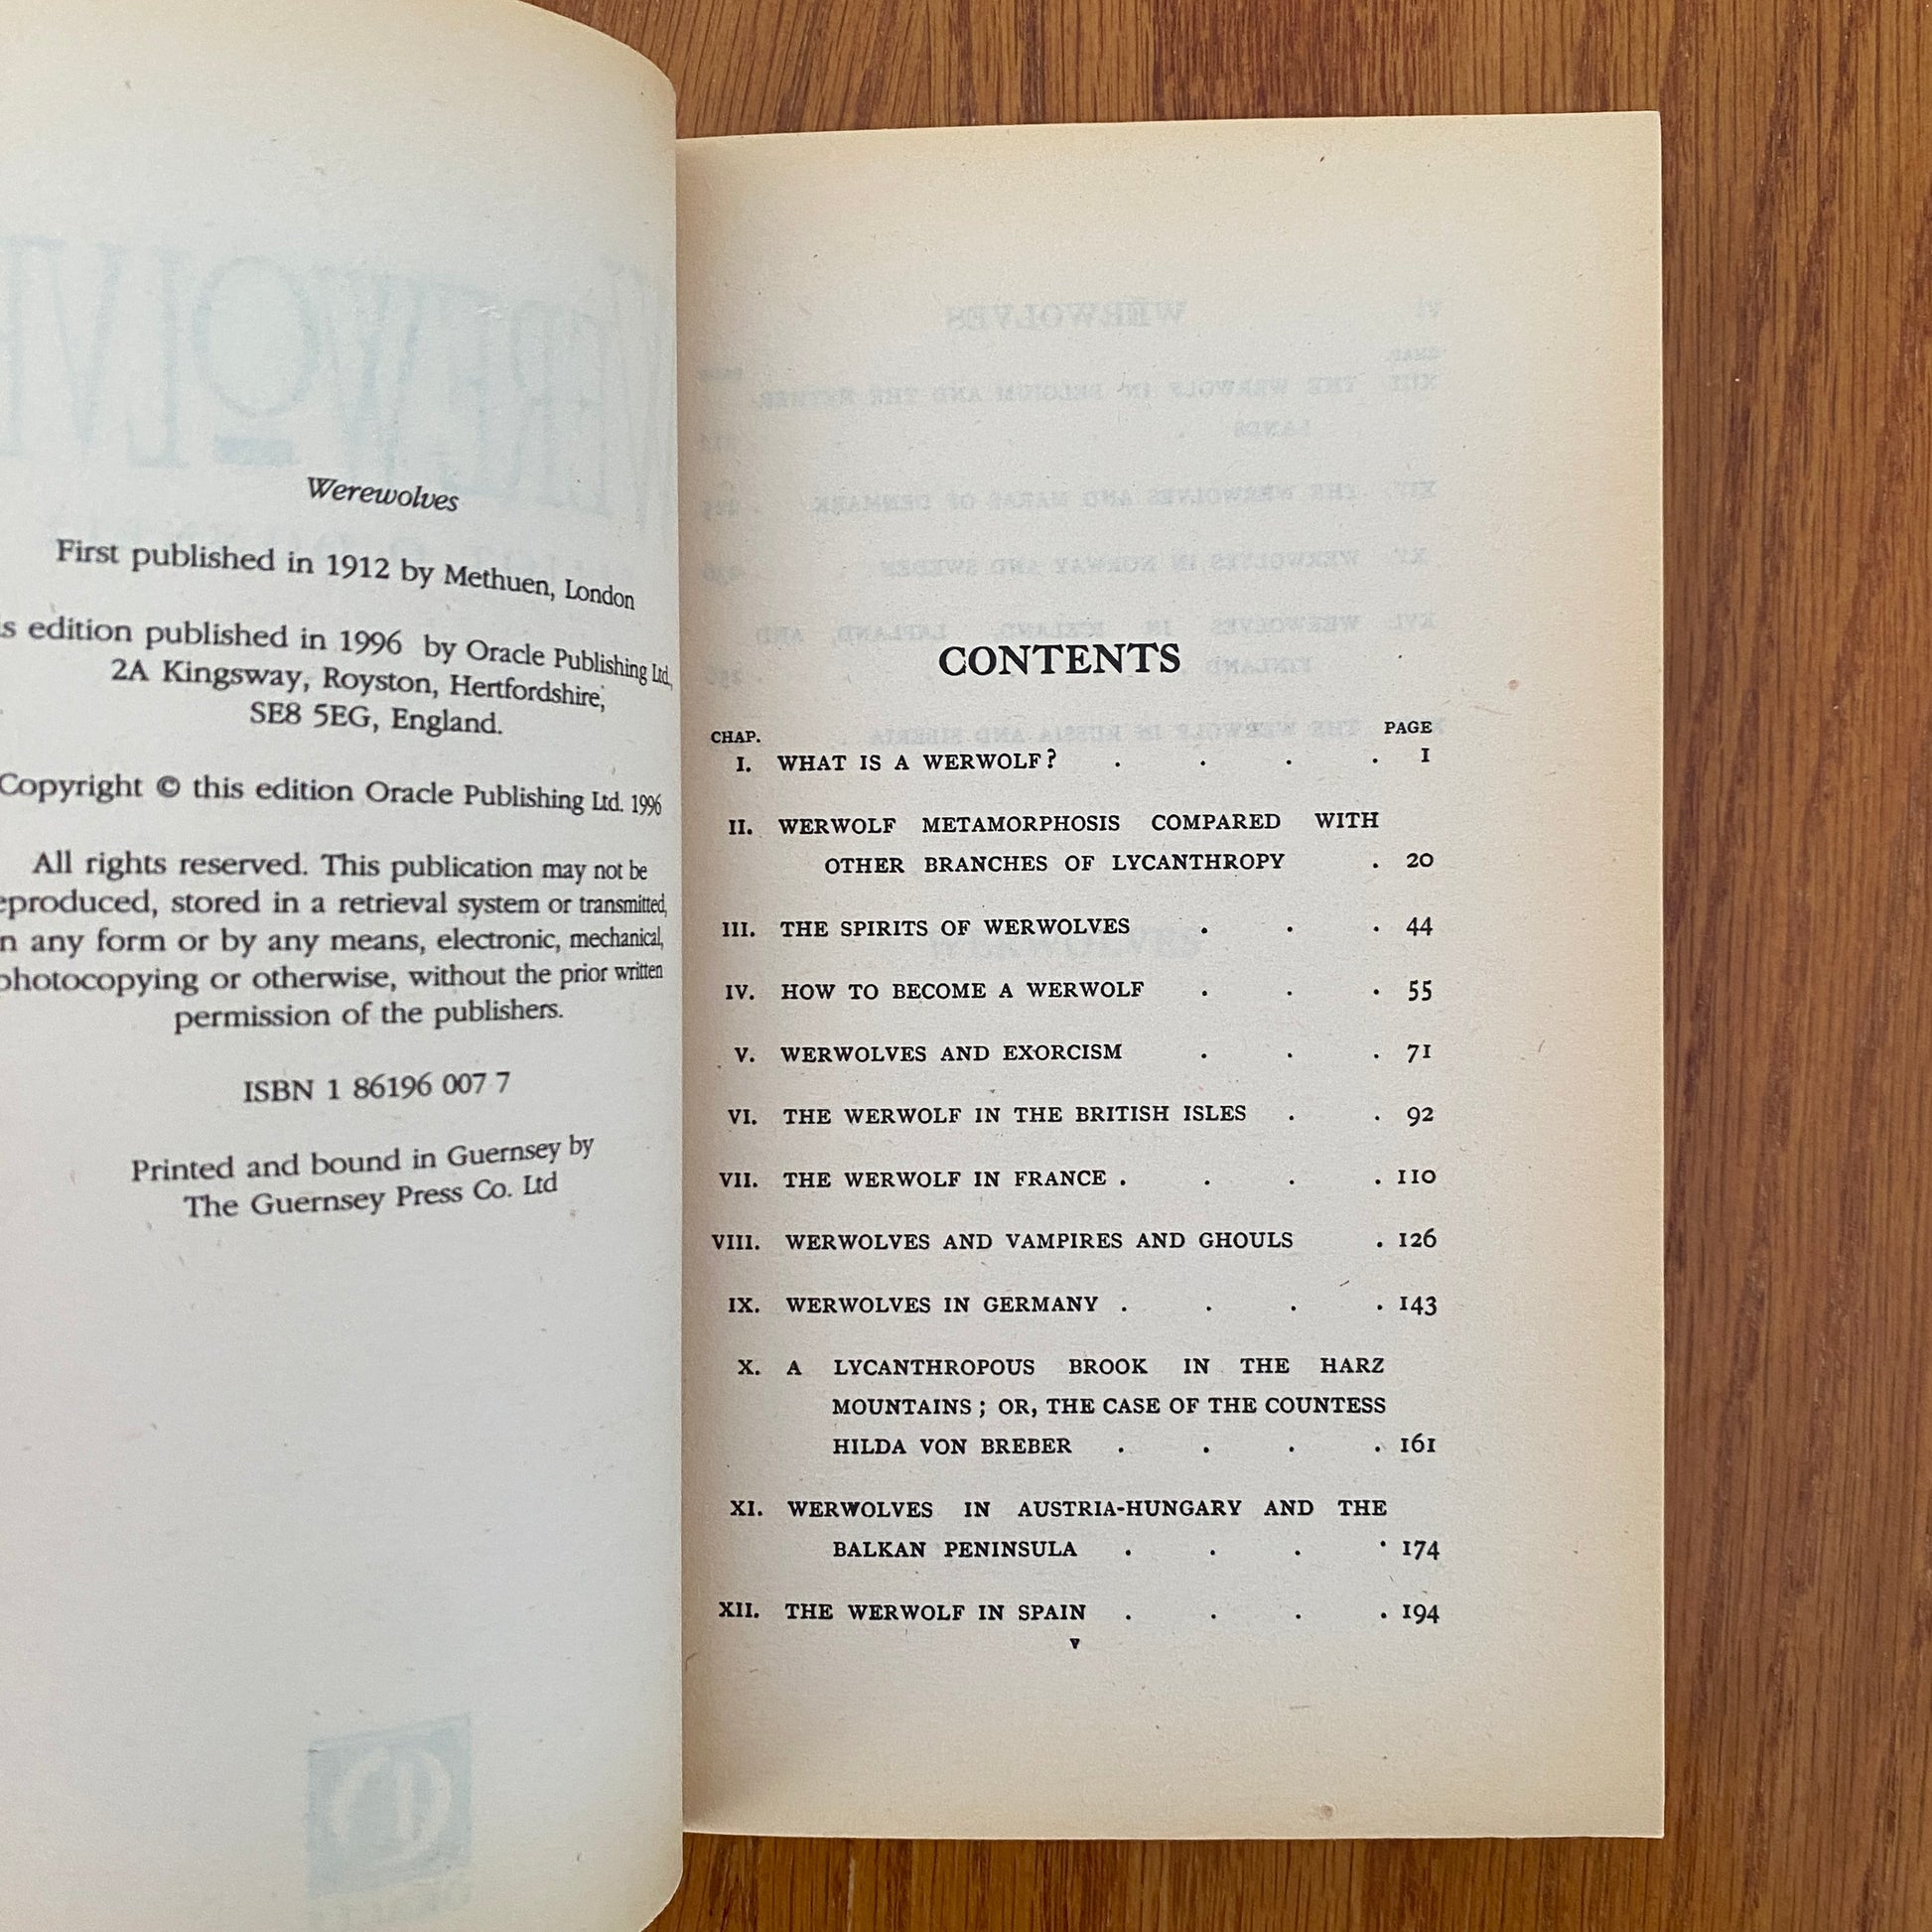 Werewolves
First published in 1912 by Methuen, London
edition published in 1996 by Oracle Publishing Ltd,
2A Kingsway, Royston, Hertfordshire,
SE8 5EG, England.
Copyright © this edition Oracle Publishing Ltd. 1996
All rights reserved. This publication may not be
eproduced, stored in a retrieval system or transmitted,
n any form or by any means, electronic, mechanical,
photocopying or otherwise, without the prior written
permission of the publishers.
ISBN 1 86196 007 7
Printed and bound in Guernsey by
The Guernsey Press Co. Ltd
CONTENTS
CHAP. PAGE
I. WHAT IS A WERWOLF? . . . . 1
II. WERWOLF METAMORPHOSIS COMPARED WITH
OTHER BRANCHES OF LYCANTHROPY . 20
III. THE SPIRITS OF WERWOLVES . . . 44
IV. HOW TO BECOME A WERWOLF . . . 55
V. WERWOLVES AND EXORCISM . . . 71
VI. THE WERWOLF IN THE BRITISH ISLES . . 92
VII. THE WERWOLF IN FRANCE . . . . 110
VIII. WERWOLVES AND VAMPIRES AND GHOULS . 126
IX. WERWOLVES IN GERMANY . . . . 143
X. A LYCANTHROPOUS BROOK IN THE HARZ
MOUNTAINS; OR, THE CASE OF THE COUNTESS
HILDA VON BREBER . . . . 161
XI. WERWOLVES IN AUSTRIA-HUNGARY AND THE
BALKAN PENINSULA . . . . 174
XII. THE WERWOLF IN SPAIN . . . . 194
v